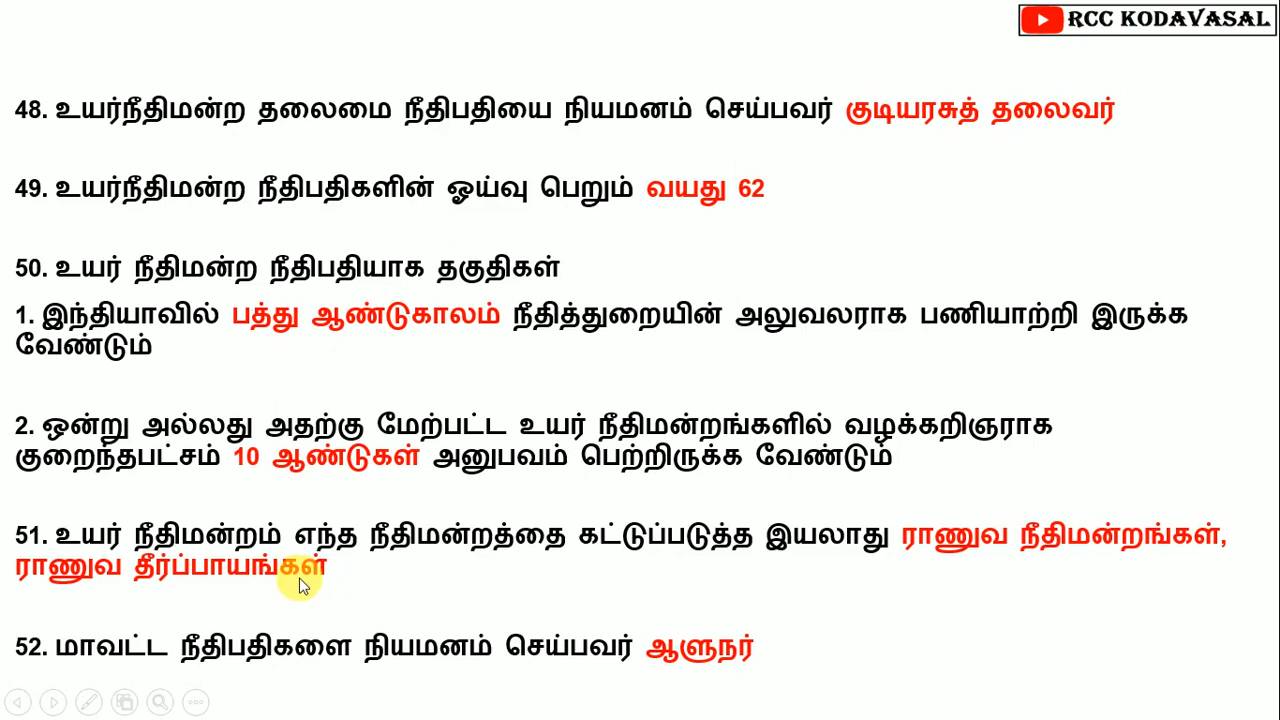 RCC KODAVASAL
48. உயர்நீதிமன்ற தலைமை நீதிபதியை நியமனம் செய்பவர் குடியரசுத் தலைவர்
49. உயர்நீதிமன்ற நீதிபதிகளின் ஓய்வு பெறும் வயது 62
50. உயர் நீதிமன்ற நீதிபதியாக தகுதிகள்
1. இந்தியாவில் பத்து ஆண்டுகாலம் நீதித்துறையின் அலுவலராக பணியாற்றி இருக்க
வேண்டும்
2. ஒன்று அல்லது அதற்கு மேற்பட்ட உயர் நீதிமன்றங்களில் வழக்கறிஞராக
குறைந்தபட்சம் 10 ஆண்டுகள் அனுபவம் பெற்றிருக்க வேண்டும்
51. உயர் நீதிமன்றம் எந்த நீதிமன்றத்தை கட்டுப்படுத்த இயலாது ராணுவ நீதிமன்றங்கள்,
ராணுவ தீர்ப்பாயங்கள்
52. மாவட்ட நீதிபதிகளை நியமனம் செய்பவர் ஆளுநர்